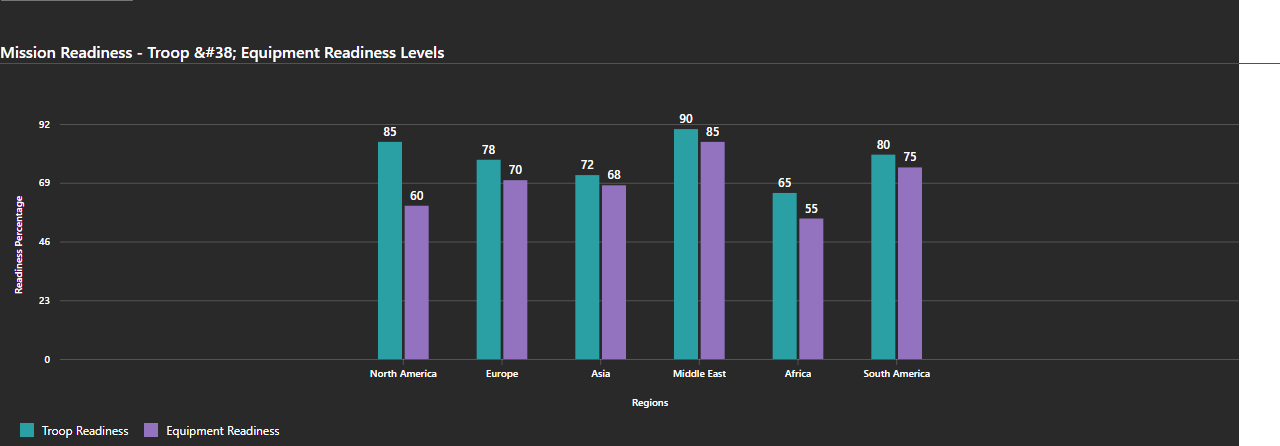 Mission Readiness - Troop &#38; Equipment Readiness Levels
92
69
46
23
0
Readiness Percentage
85
60
78
70
72
68
90
85
65
55
80
75
North America
Europe
Asia
Middle East
Africa
South America
Regions
Troop Readiness
Equipment Readiness